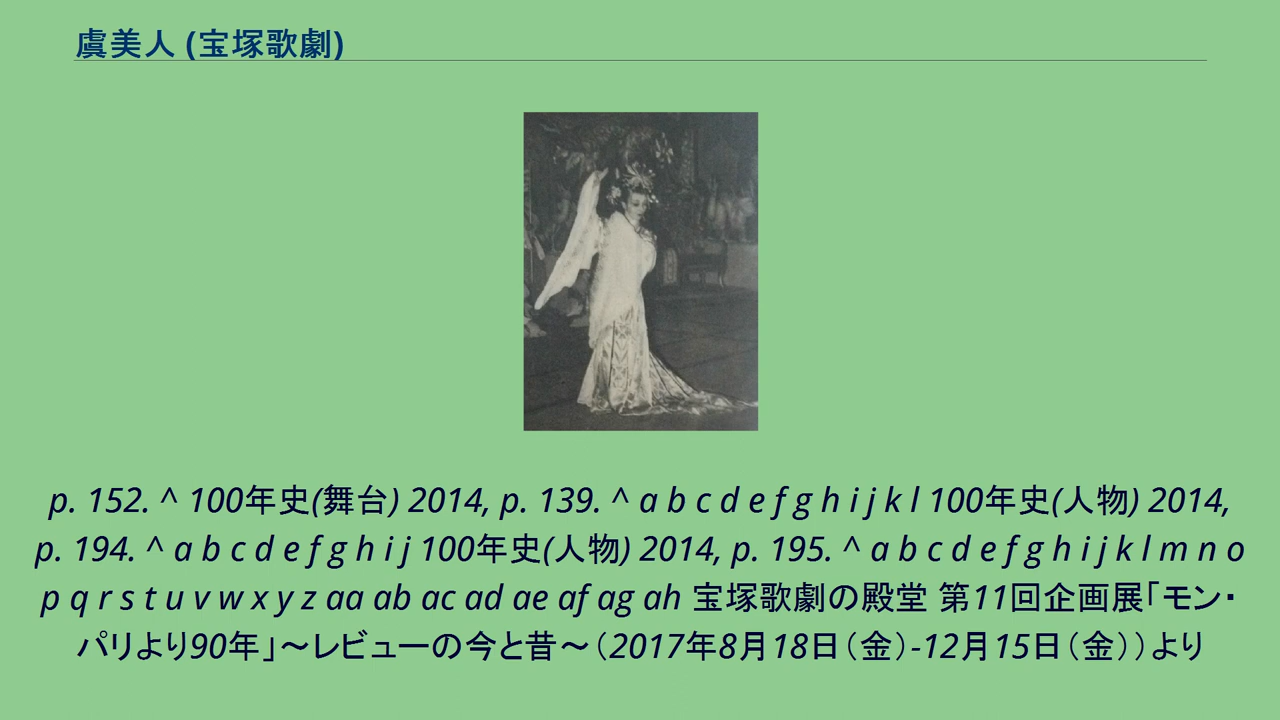 虞美人 (宝塚歌劇)
p. 152. ^ 100年史(舞台) 2014, p. 139. ^ a b c d e f g h i j k l 100年史(人物) 2014,
p. 194. ^ a b c d e f g h i j 100年史(人物) 2014, p. 195. ^ a b c d e f g h i j k l m n o
p q r s t u v w x y z aa ab ac ad ae af ag ah 宝塚歌劇の殿堂 第11回企画展「モン・
パリより90年」～レビューの今と昔～（2017年8月18日（金）-12月15日（金））より